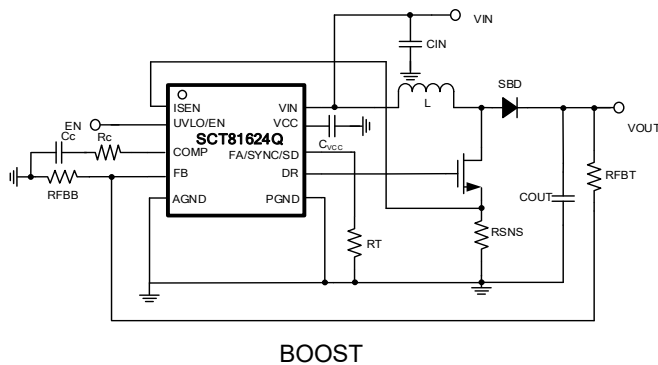 VIN
CIN
SBD
L
VOUT
ISEN
VIN
EN
UVLO/EN
VCC
SCT81624Q
CVCC
Cc
Rc
COMP
FA/SYNC/SD
RFBB
FB
DR
RFBT
COUT
AGND
PGND
RT
RSNS
BOOST